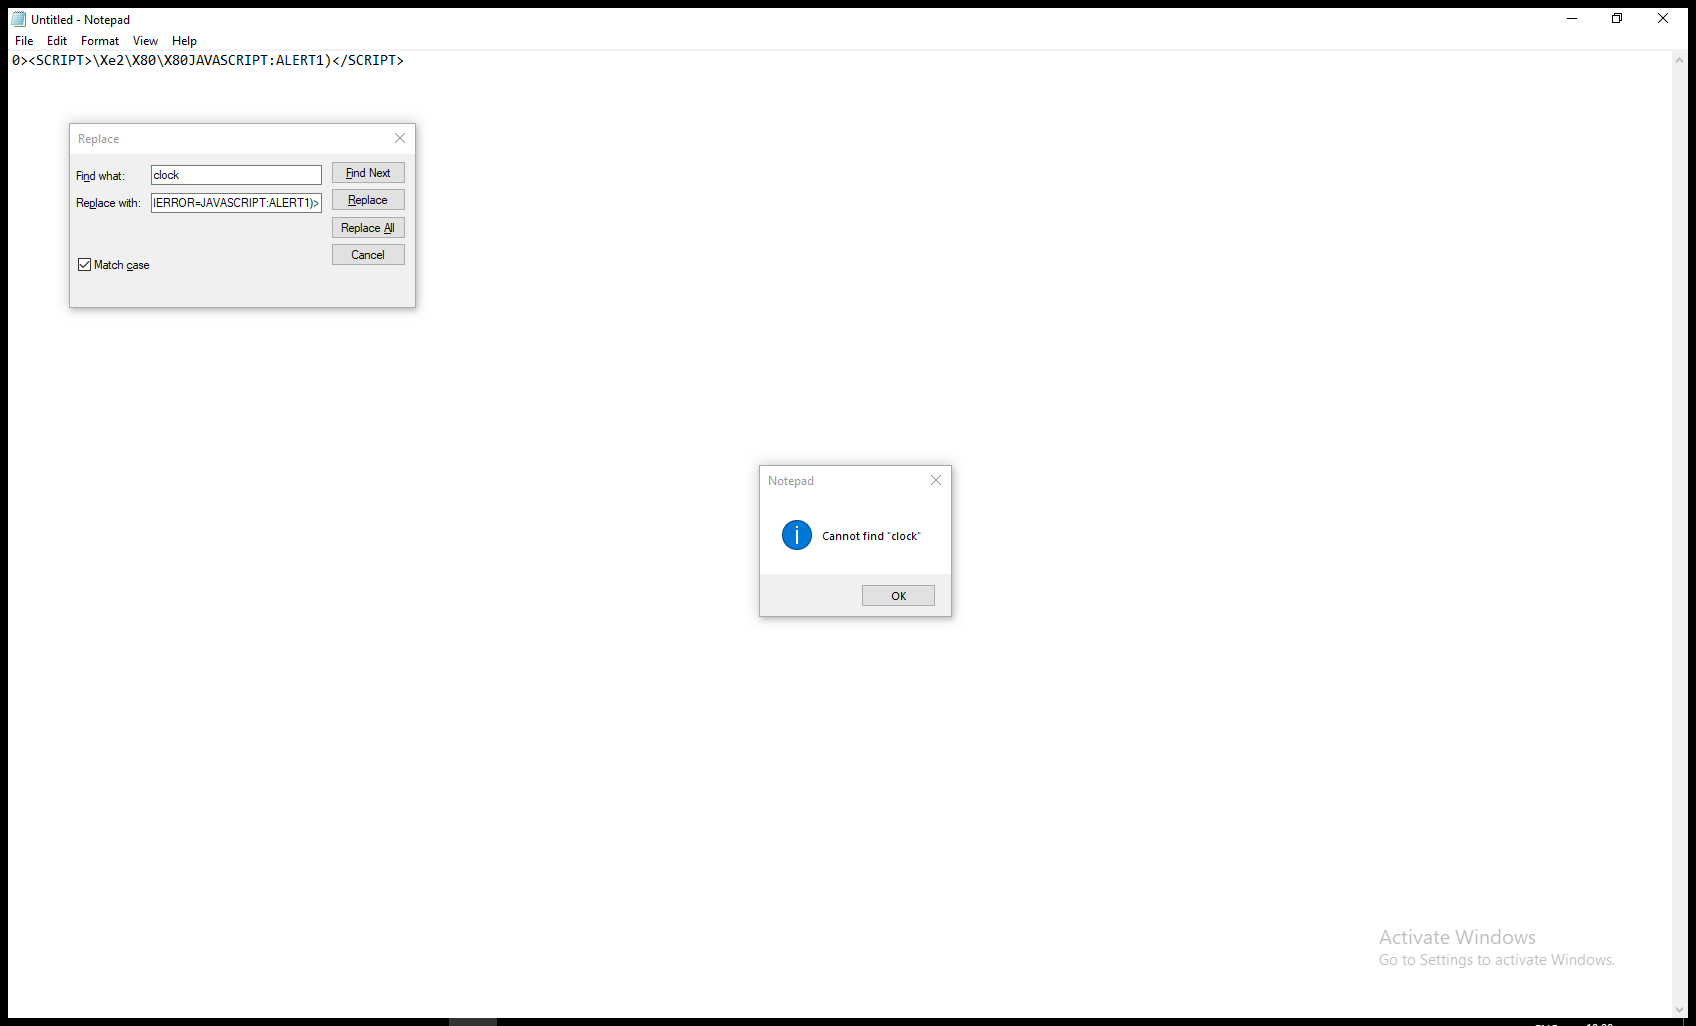 Untitled - Notepad
File Edit Format View Help
0><SCRIPT>\Xe2\X80\X80JAVASCRIPT:ALERT1)</SCRIPT>
Replace
Find what: clock Find Next
Replace with: IERROR=JAVASCRIPT:ALERT1)> Replace
Replace All
Cancel
Match case
Notepad
Cannot find "clock"
OK
Activate Windows
Go to Settings to activate Windows.